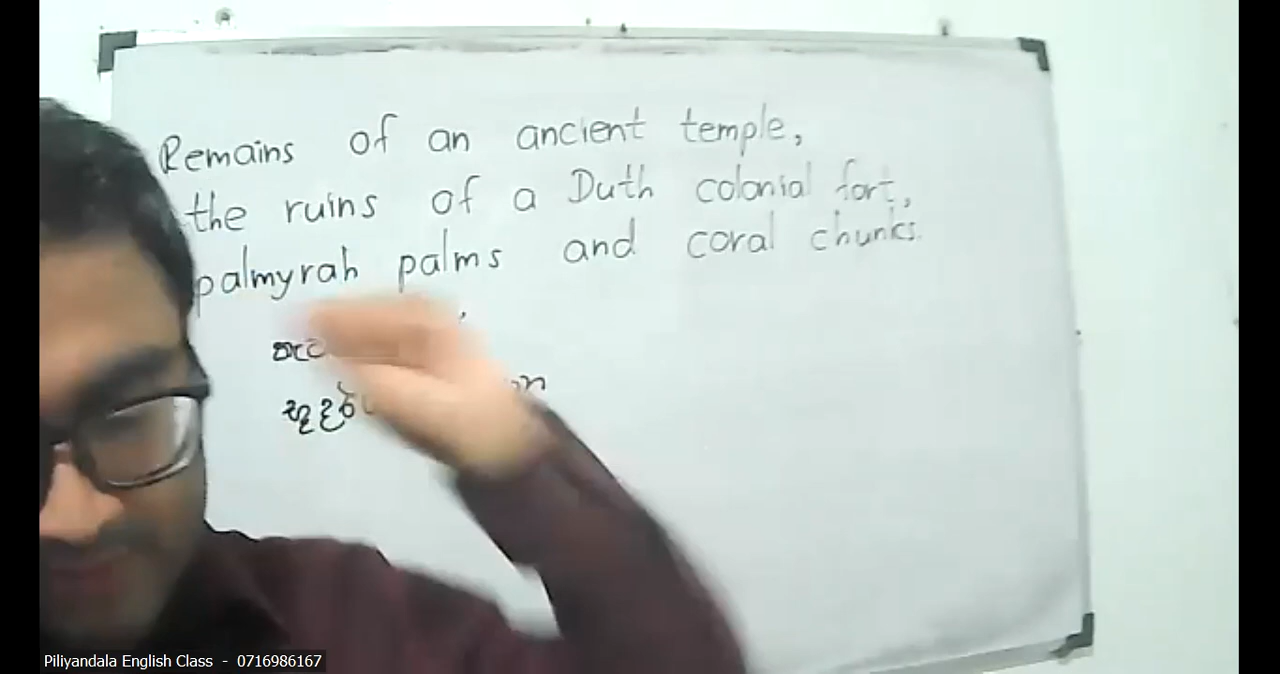 Remains of an ancient temple,
the ruins of a Duth colonial fort,
palmyrah palms and coral chunks.
Piliyandala English Class - 0716986167